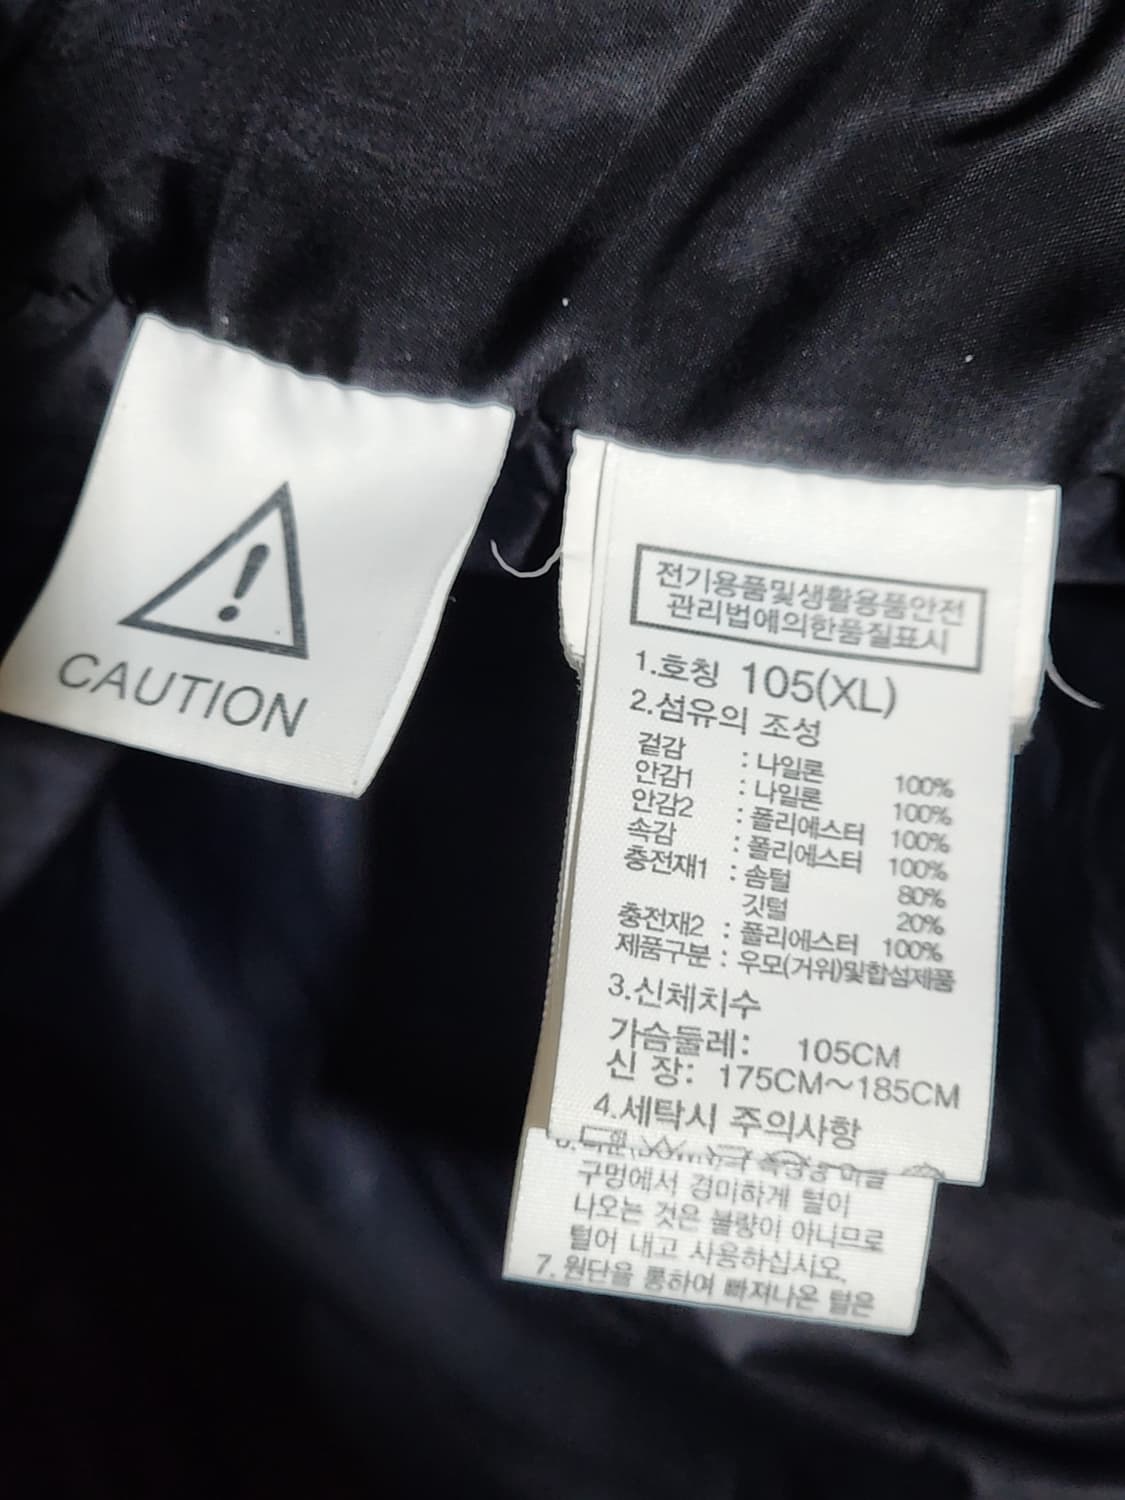 CAUTION
전기용품및생활용품안전
관리법에의한품질표시
1.호칭 105(XL)
2.섬유의 조성
겉감 : 나일론 100%
안감1 : 나일론 100%
안감2 : 폴리에스터 100%
속감 : 폴리에스터 100%
충전재1 : 솜털 80%
깃털 20%
충전재2 : 폴리에스터 100%
제품구분 : 우모(거위)및합섬제품
3.신체치수
가슴둘레: 105CM
신 장: 175CM~185CM
4.세탁시 주의사항
구멍에서 경미하게 털이
나오는 것은 불량이 아니므로
털어 내고 사용하십시오.
7. 원단을 통하여 빠져나온 털은